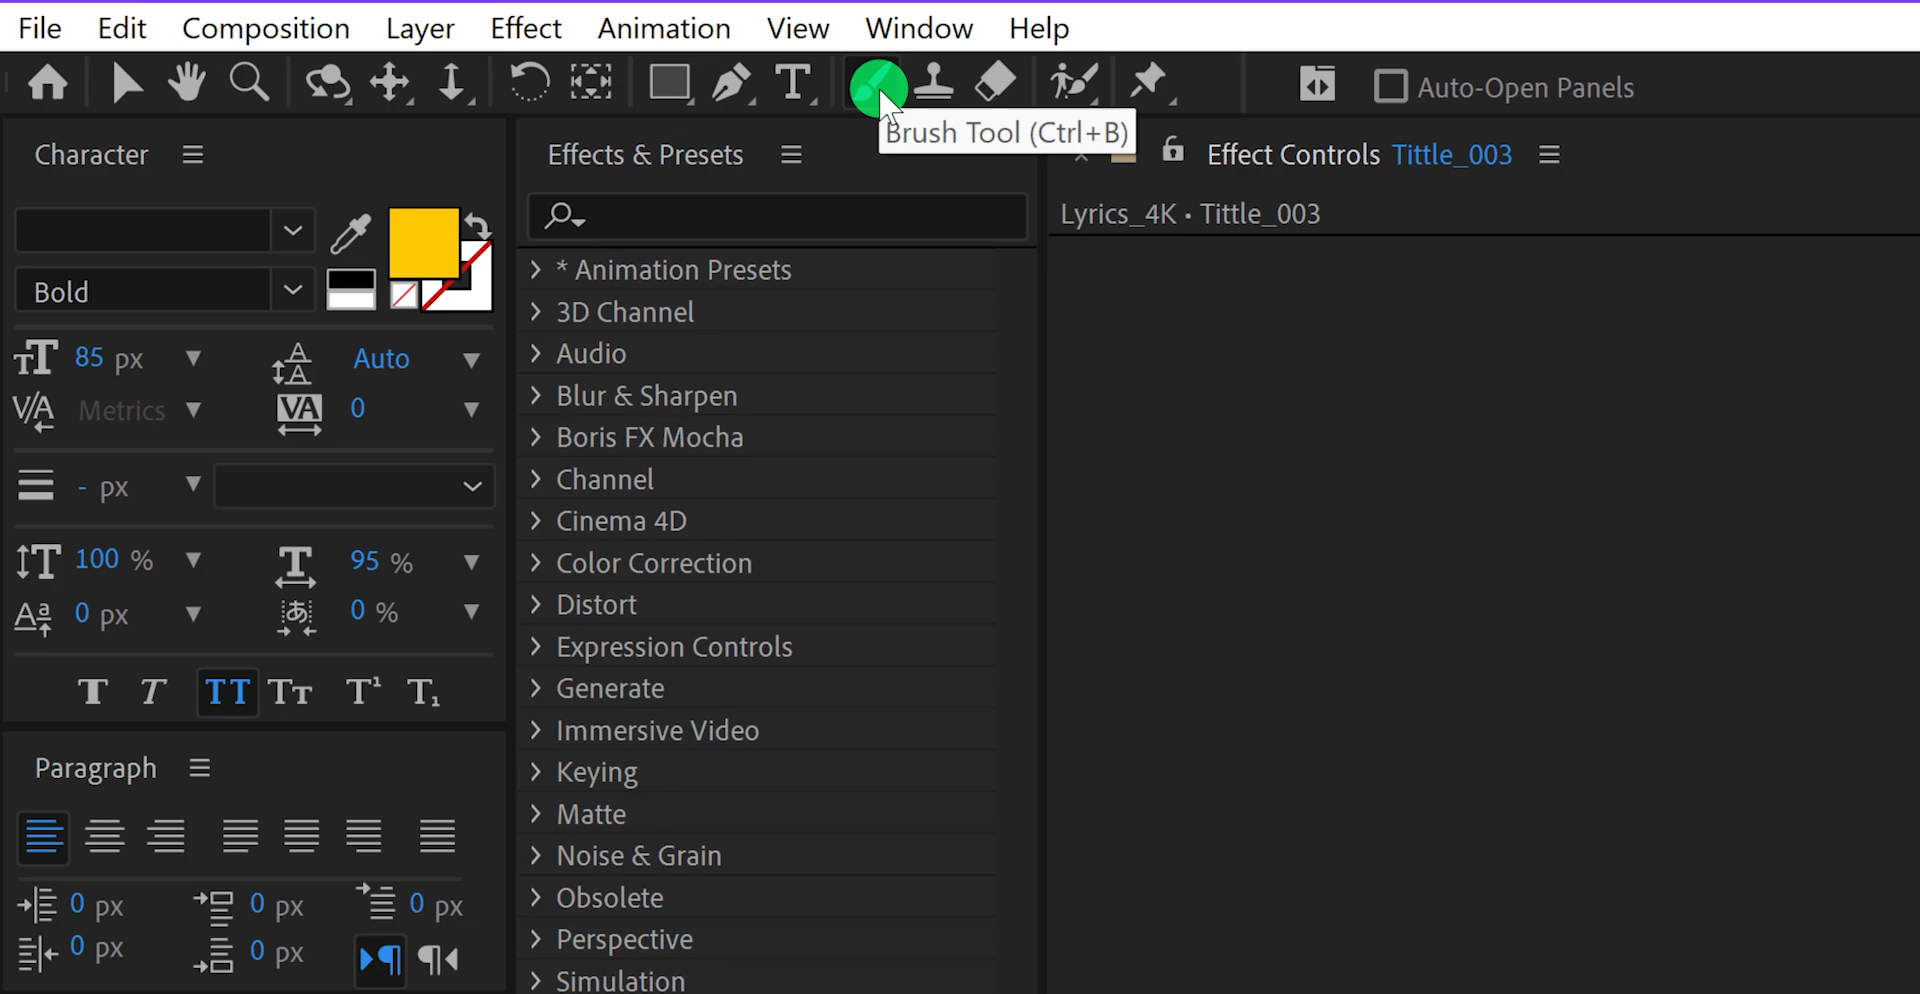 File Edit Composition Layer Effect Animation View Window Help
Auto-Open Panels
Brush Tool (Ctrl+B)
Character
Bold
85 px
Auto
Metrics
0
- px
100 %
95 %
0 px
0 %
Paragraph
0 px
0 px
0 px
0 px
0 px
Effects & Presets
* Animation Presets
3D Channel
Audio
Blur & Sharpen
Boris FX Mocha
Channel
Cinema 4D
Color Correction
Distort
Expression Controls
Generate
Immersive Video
Keying
Matte
Noise & Grain
Obsolete
Perspective
Simulation
Effect Controls Tittle_003
Lyrics_4K • Tittle_003